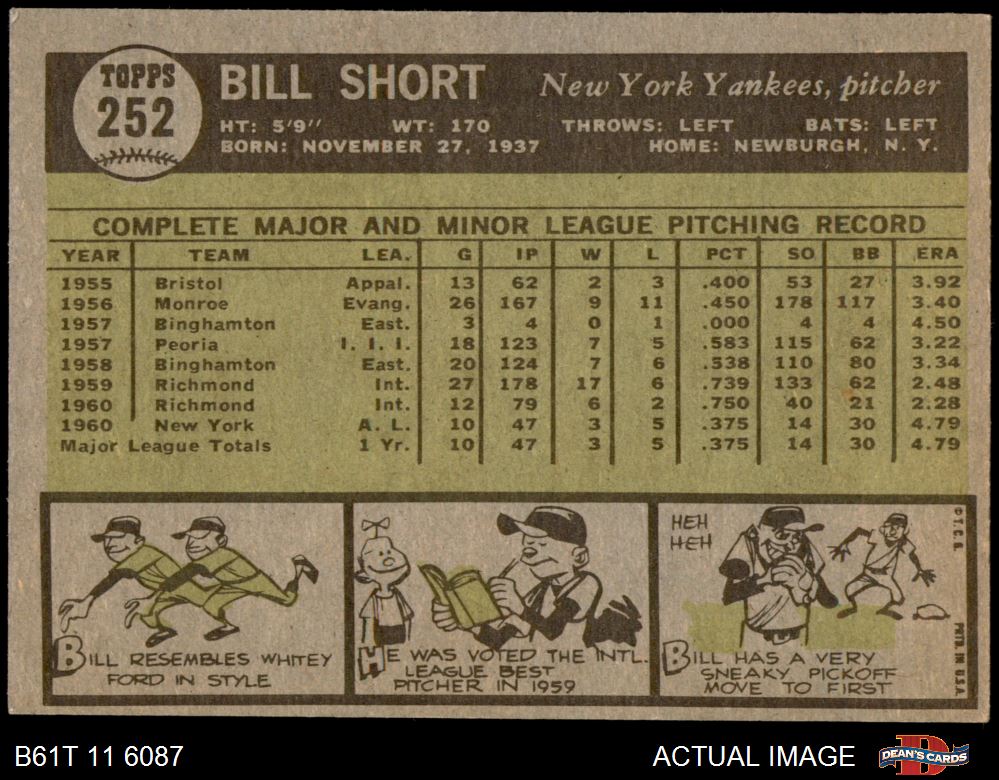 TOPPS
252
BILL SHORT New York Yankees, pitcher
HT: 5'9" WT: 170 THROWS: LEFT BATS: LEFT
BORN: NOVEMBER 27, 1937 HOME: NEWBURGH, N. Y.
COMPLETE MAJOR AND MINOR LEAGUE PITCHING RECORD
YEAR TEAM LEA. G IP W L PCT SO BB ERA
1955 Bristol Appal. 13 62 2 3 .400 53 27 3.92
1956 Monroe Evang. 26 167 9 11 .450 178 117 3.40
1957 Binghamton East. 3 4 0 1 .000 4 4 4.50
1957 Peoria I. I. I. 18 123 7 5 .583 115 62 3.22
1958 Binghamton East. 20 124 7 6 .538 110 80 3.34
1959 Richmond Int. 27 178 17 6 .739 133 62 2.48
1960 Richmond Int. 12 79 6 2 .750 40 21 2.28
1960 New York A. L. 10 47 3 5 .375 14 30 4.79
Major League Totals 1 Yr. 10 47 3 5 .375 14 30 4.79
BILL RESEMBLES WHITEY
FORD IN STYLE
HE WAS VOTED THE INTL.
LEAGUE BEST
PITCHER IN 1959
HEH
HEH
BILL HAS A VERY
SNEAKY PICKOFF
MOVE TO FIRST
© T. C. G.
PRTD. IN U.S.A.
B61T 11 6087
ACTUAL IMAGE
DEAN'S CARDS